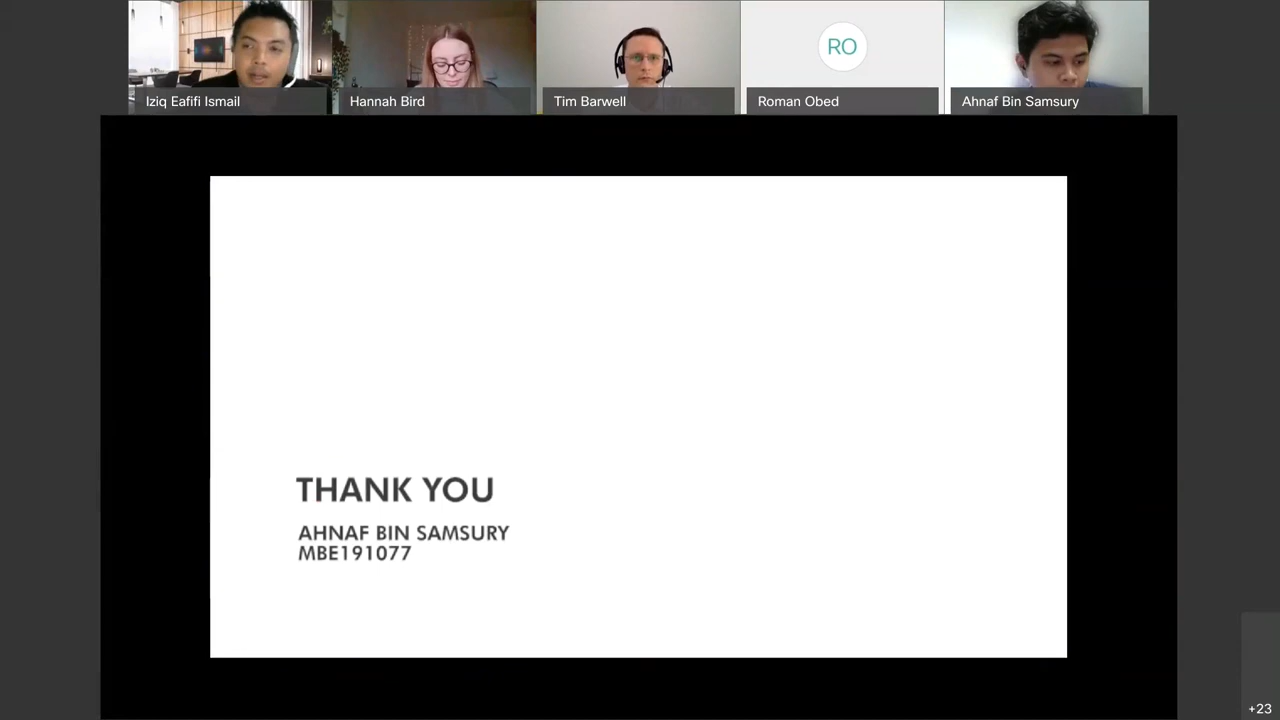 Iziq Eafifi Ismail
Hannah Bird
Tim Barwell
RO
Roman Obed
Ahnaf Bin Samsury
THANK YOU
AHNAF BIN SAMSURY
MBE191077
+23